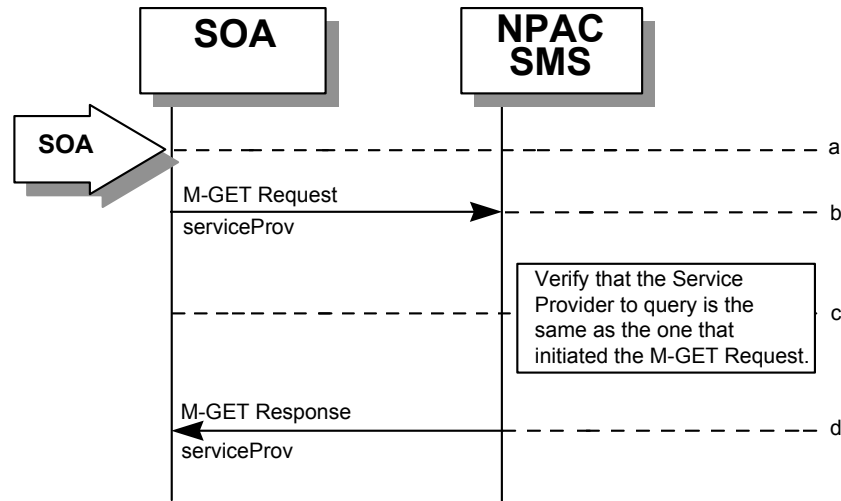 SOA
NPAC
SMS
SOA
a
M-GET Request
serviceProv
b
Verify that the Service
Provider to query is the
same as the one that
initiated the M-GET Request.
c
M-GET Response
serviceProv
d